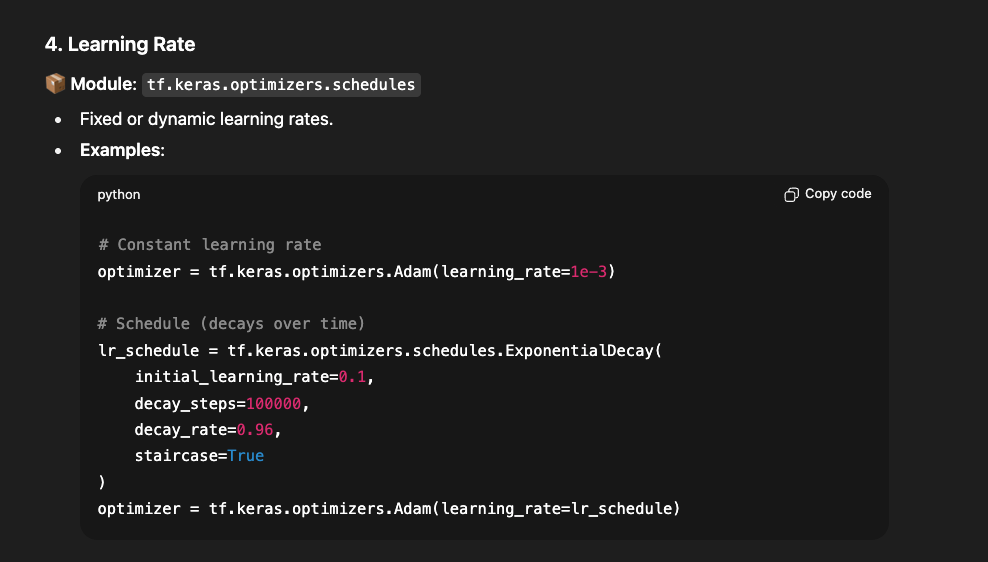 4. Learning Rate
📦 Module: tf.keras.optimizers.schedules
• Fixed or dynamic learning rates.
• Examples:
python
Copy code
# Constant learning rate
optimizer = tf.keras.optimizers.Adam(learning_rate=1e-3)

# Schedule (decays over time)
lr_schedule = tf.keras.optimizers.schedules.ExponentialDecay(
    initial_learning_rate=0.1,
    decay_steps=100000,
    decay_rate=0.96,
    staircase=True
)
optimizer = tf.keras.optimizers.Adam(learning_rate=lr_schedule)